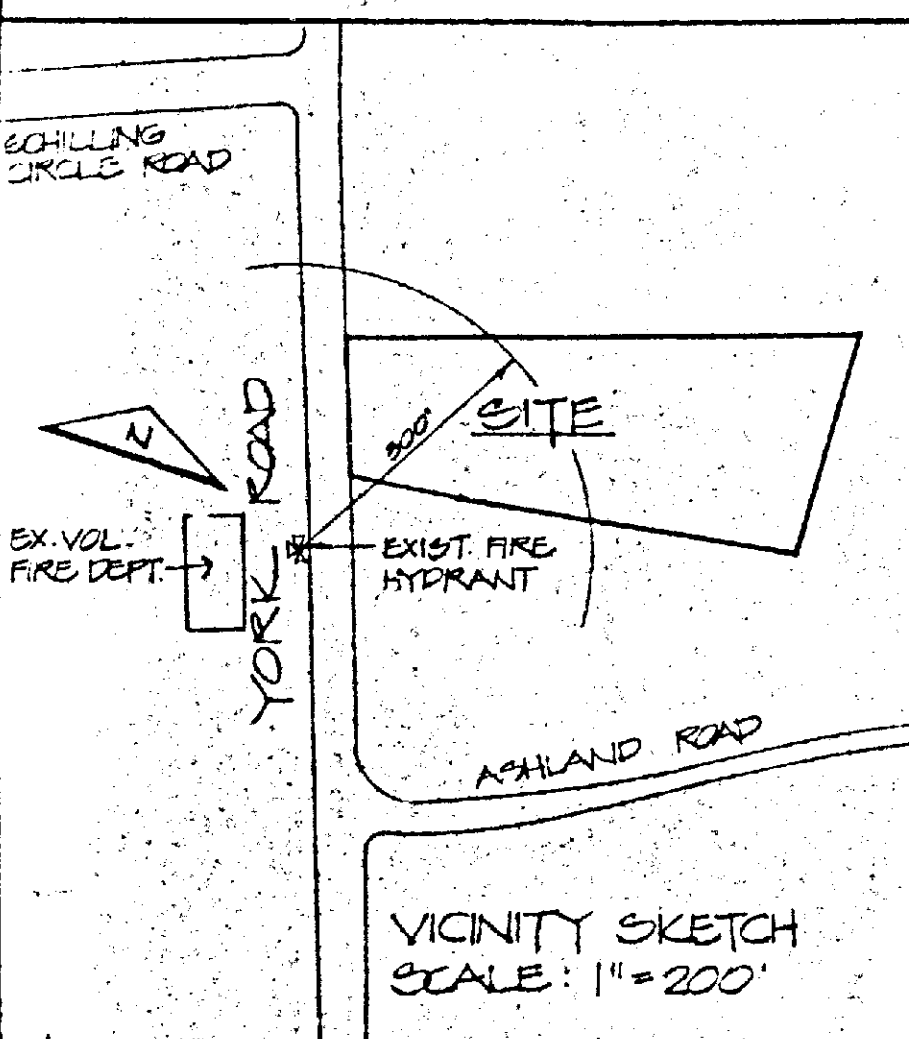 SCHILLING
CIRCLE ROAD
N
300'
SITE
YORK ROAD
EX. VOL.
FIRE DEPT.
EXIST. FIRE
HYDRANT
ASHLAND ROAD
VICINITY SKETCH
SCALE: 1" = 200'